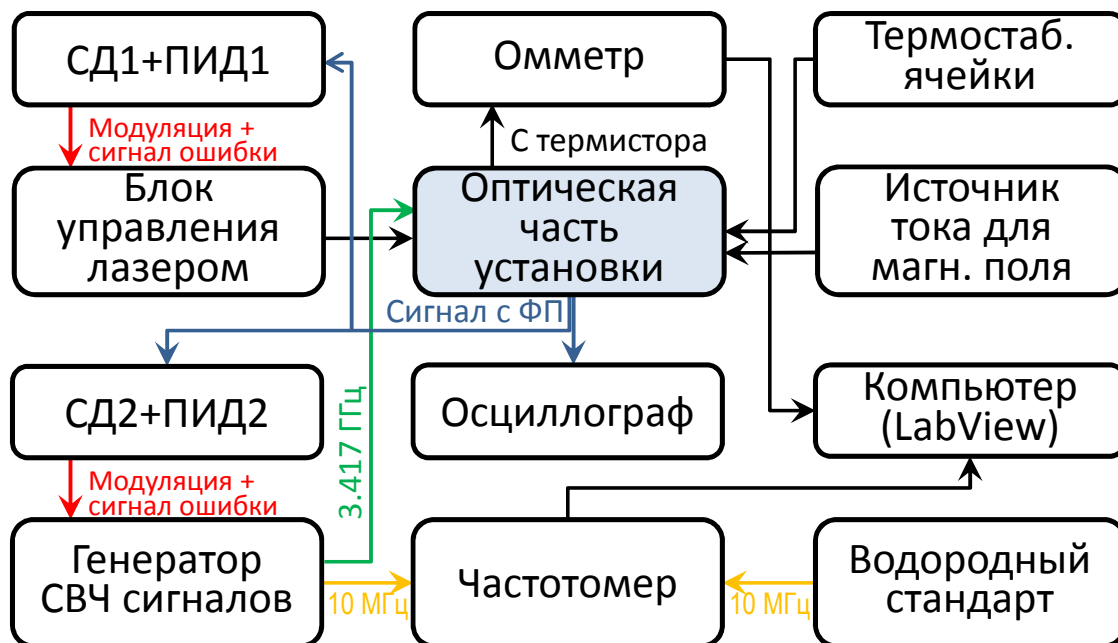 СД1+ПИД1
Омметр
Термостаб.
ячейки
Модуляция +
сигнал ошибки
С термистора
Блок
управления
лазером
Оптическая
часть
установки
Источник
тока для
магн. поля
Сигнал с ФП
СД2+ПИД2
3.417 ГГц
Осциллограф
Компьютер
(LabView)
Модуляция +
сигнал ошибки
Генератор
СВЧ сигналов
10 МГц
Частотомер
10 МГц
Водородный
стандарт